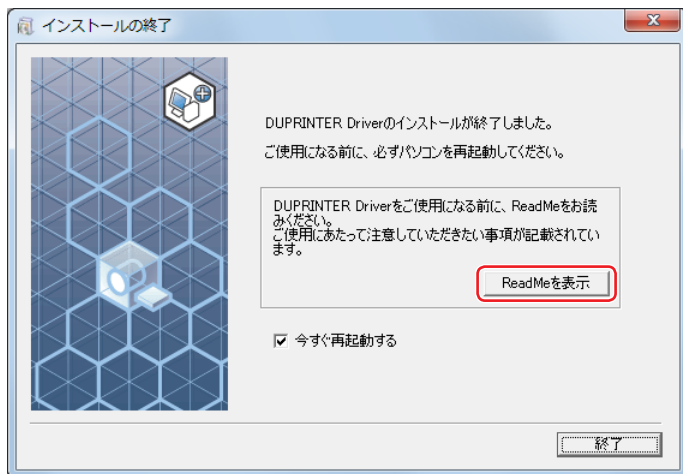 インストールの終了
DUPRINTER Driverのインストールが終了しました。
ご使用になる前に、必ずパソコンを再起動してください。
DUPRINTER Driverをご使用になる前に、ReadMeをお読
みください。
ご使用にあたって注意していただきたい事項が記載されてい
ます。
ReadMeを表示
今すぐ再起動する
終了